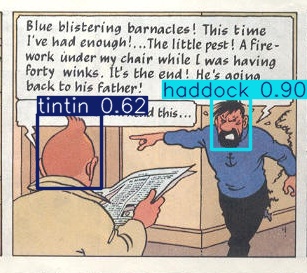 Blue blistering barnacles! This time
I've had enough!...The little pest! A fire-
work under my chair while I was having
forty winks. It's the end! He's going
back to his father!
tintin 0.62
haddock 0.90
this...